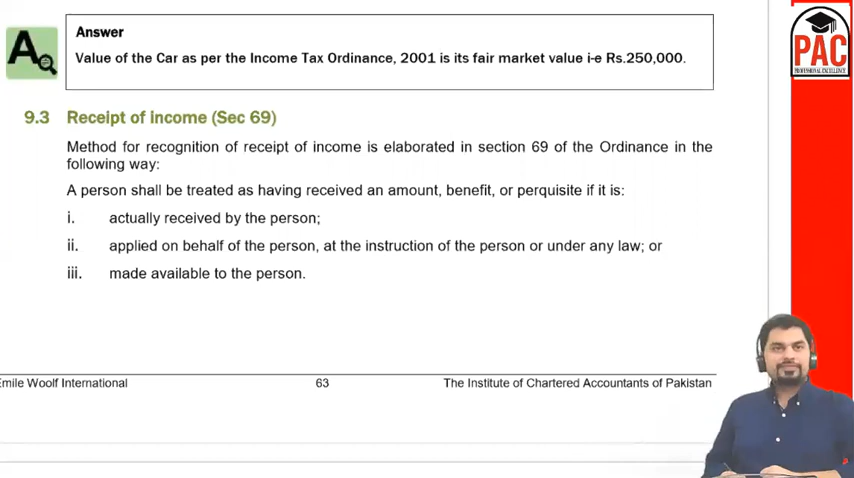 A
Answer
Value of the Car as per the Income Tax Ordinance, 2001 is its fair market value i-e Rs.250,000.
PAC
PROFESSIONAL EXCELLENCE
9.3 Receipt of income (Sec 69)
Method for recognition of receipt of income is elaborated in section 69 of the Ordinance in the
following way:
A person shall be treated as having received an amount, benefit, or perquisite if it is:
i. actually received by the person;
ii. applied on behalf of the person, at the instruction of the person or under any law; or
iii. made available to the person.
Emile Woolf International 63 The Institute of Chartered Accountants of Pakistan